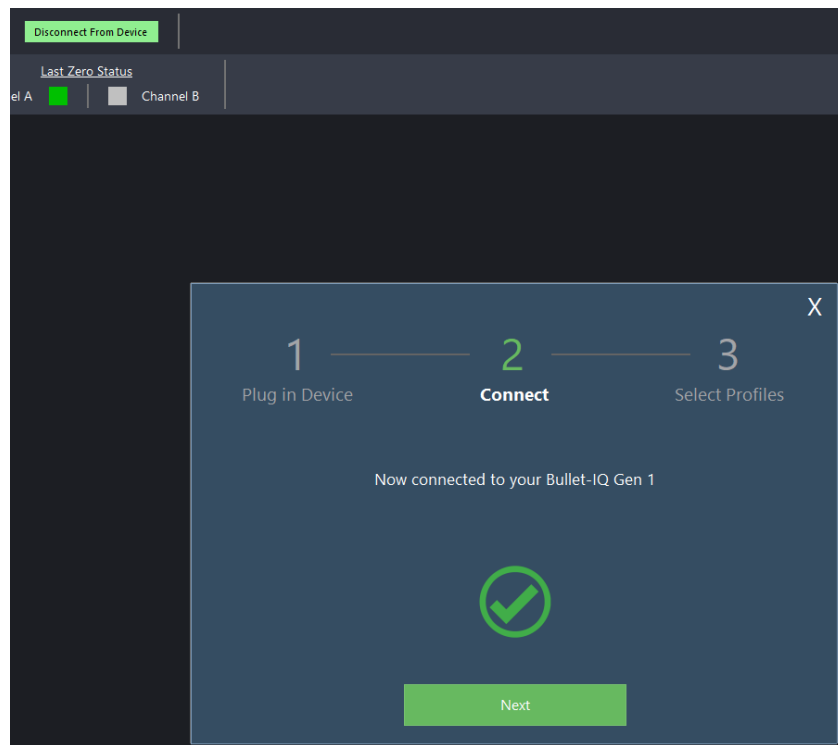 Disconnect From Device
Last Zero Status
el A
Channel B
X
1
2
3
Plug in Device
Connect
Select Profiles
Now connected to your Bullet-IQ Gen 1
Next